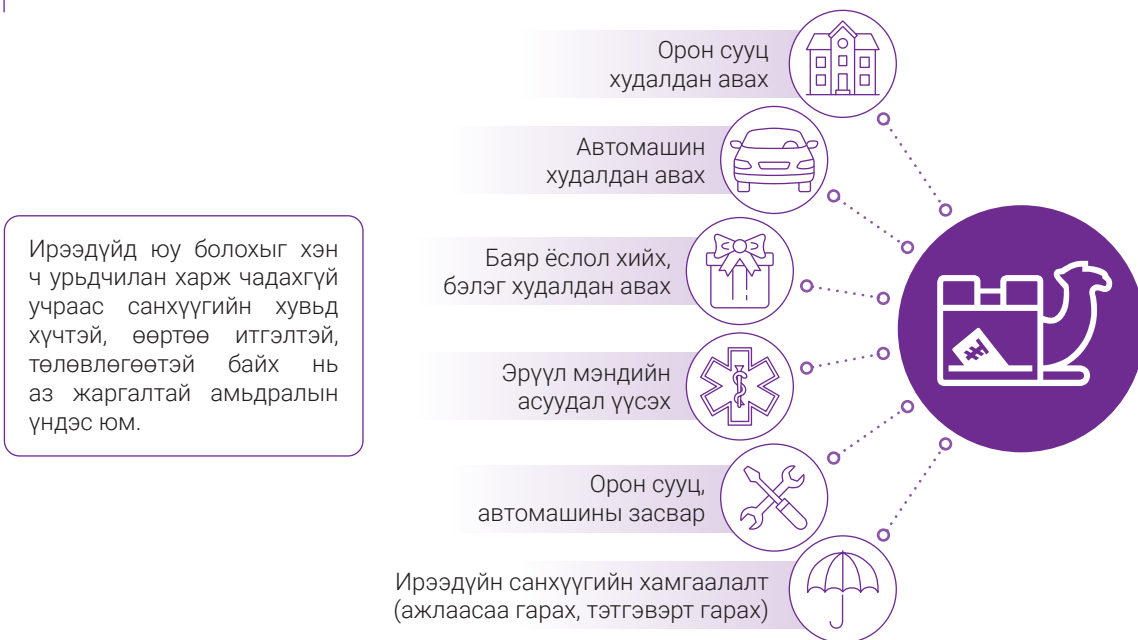 Ирээдүйд юу болохыг хэн
ч урьдчилан харж чадахгүй
учраас санхүүгийн хувьд
хүчтэй, өөртөө итгэлтэй,
төлөвлөгөөтэй байх нь
аз жаргалтай амьдралын
үндэс юм.
Орон сууц
худалдан авах
Автомашин
худалдан авах
Баяр ёслол хийх,
бэлэг худалдан авах
Эрүүл мэндийн
асуудал үүсэх
Орон сууц,
автомашины засвар
Ирээдүйн санхүүгийн хамгаалалт
(ажлаасаа гарах, тэтгэвэрт гарах)
₮